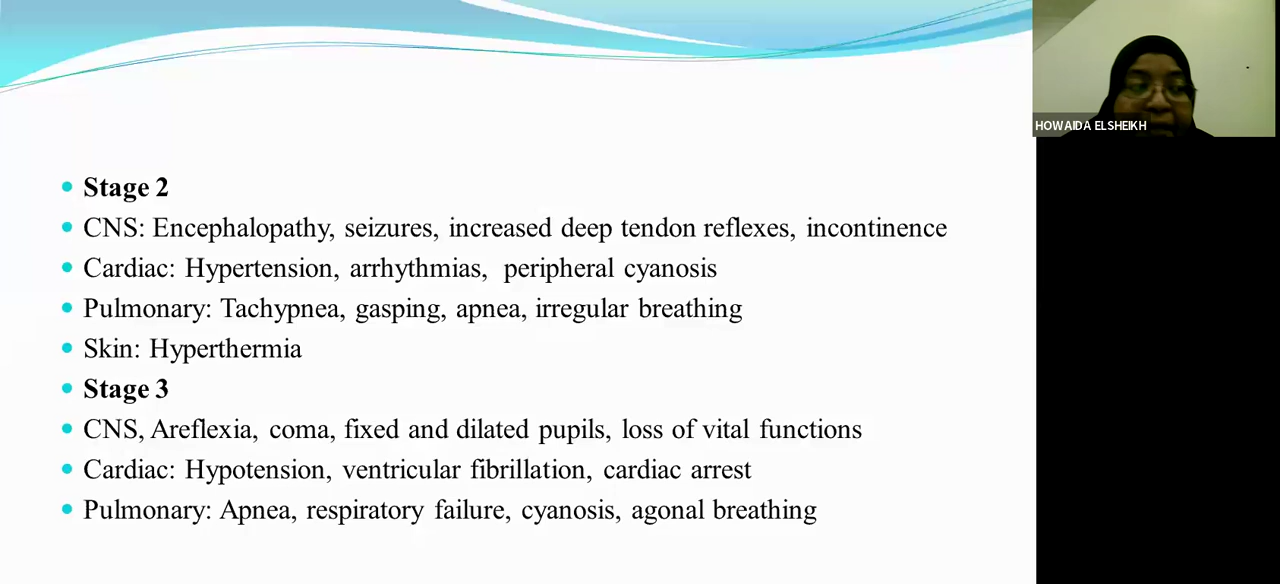 HOWAIDA ELSHEIKH
Stage 2
CNS: Encephalopathy, seizures, increased deep tendon reflexes, incontinence
Cardiac: Hypertension, arrhythmias, peripheral cyanosis
Pulmonary: Tachypnea, gasping, apnea, irregular breathing
Skin: Hyperthermia
Stage 3
CNS, Areflexia, coma, fixed and dilated pupils, loss of vital functions
Cardiac: Hypotension, ventricular fibrillation, cardiac arrest
Pulmonary: Apnea, respiratory failure, cyanosis, agonal breathing